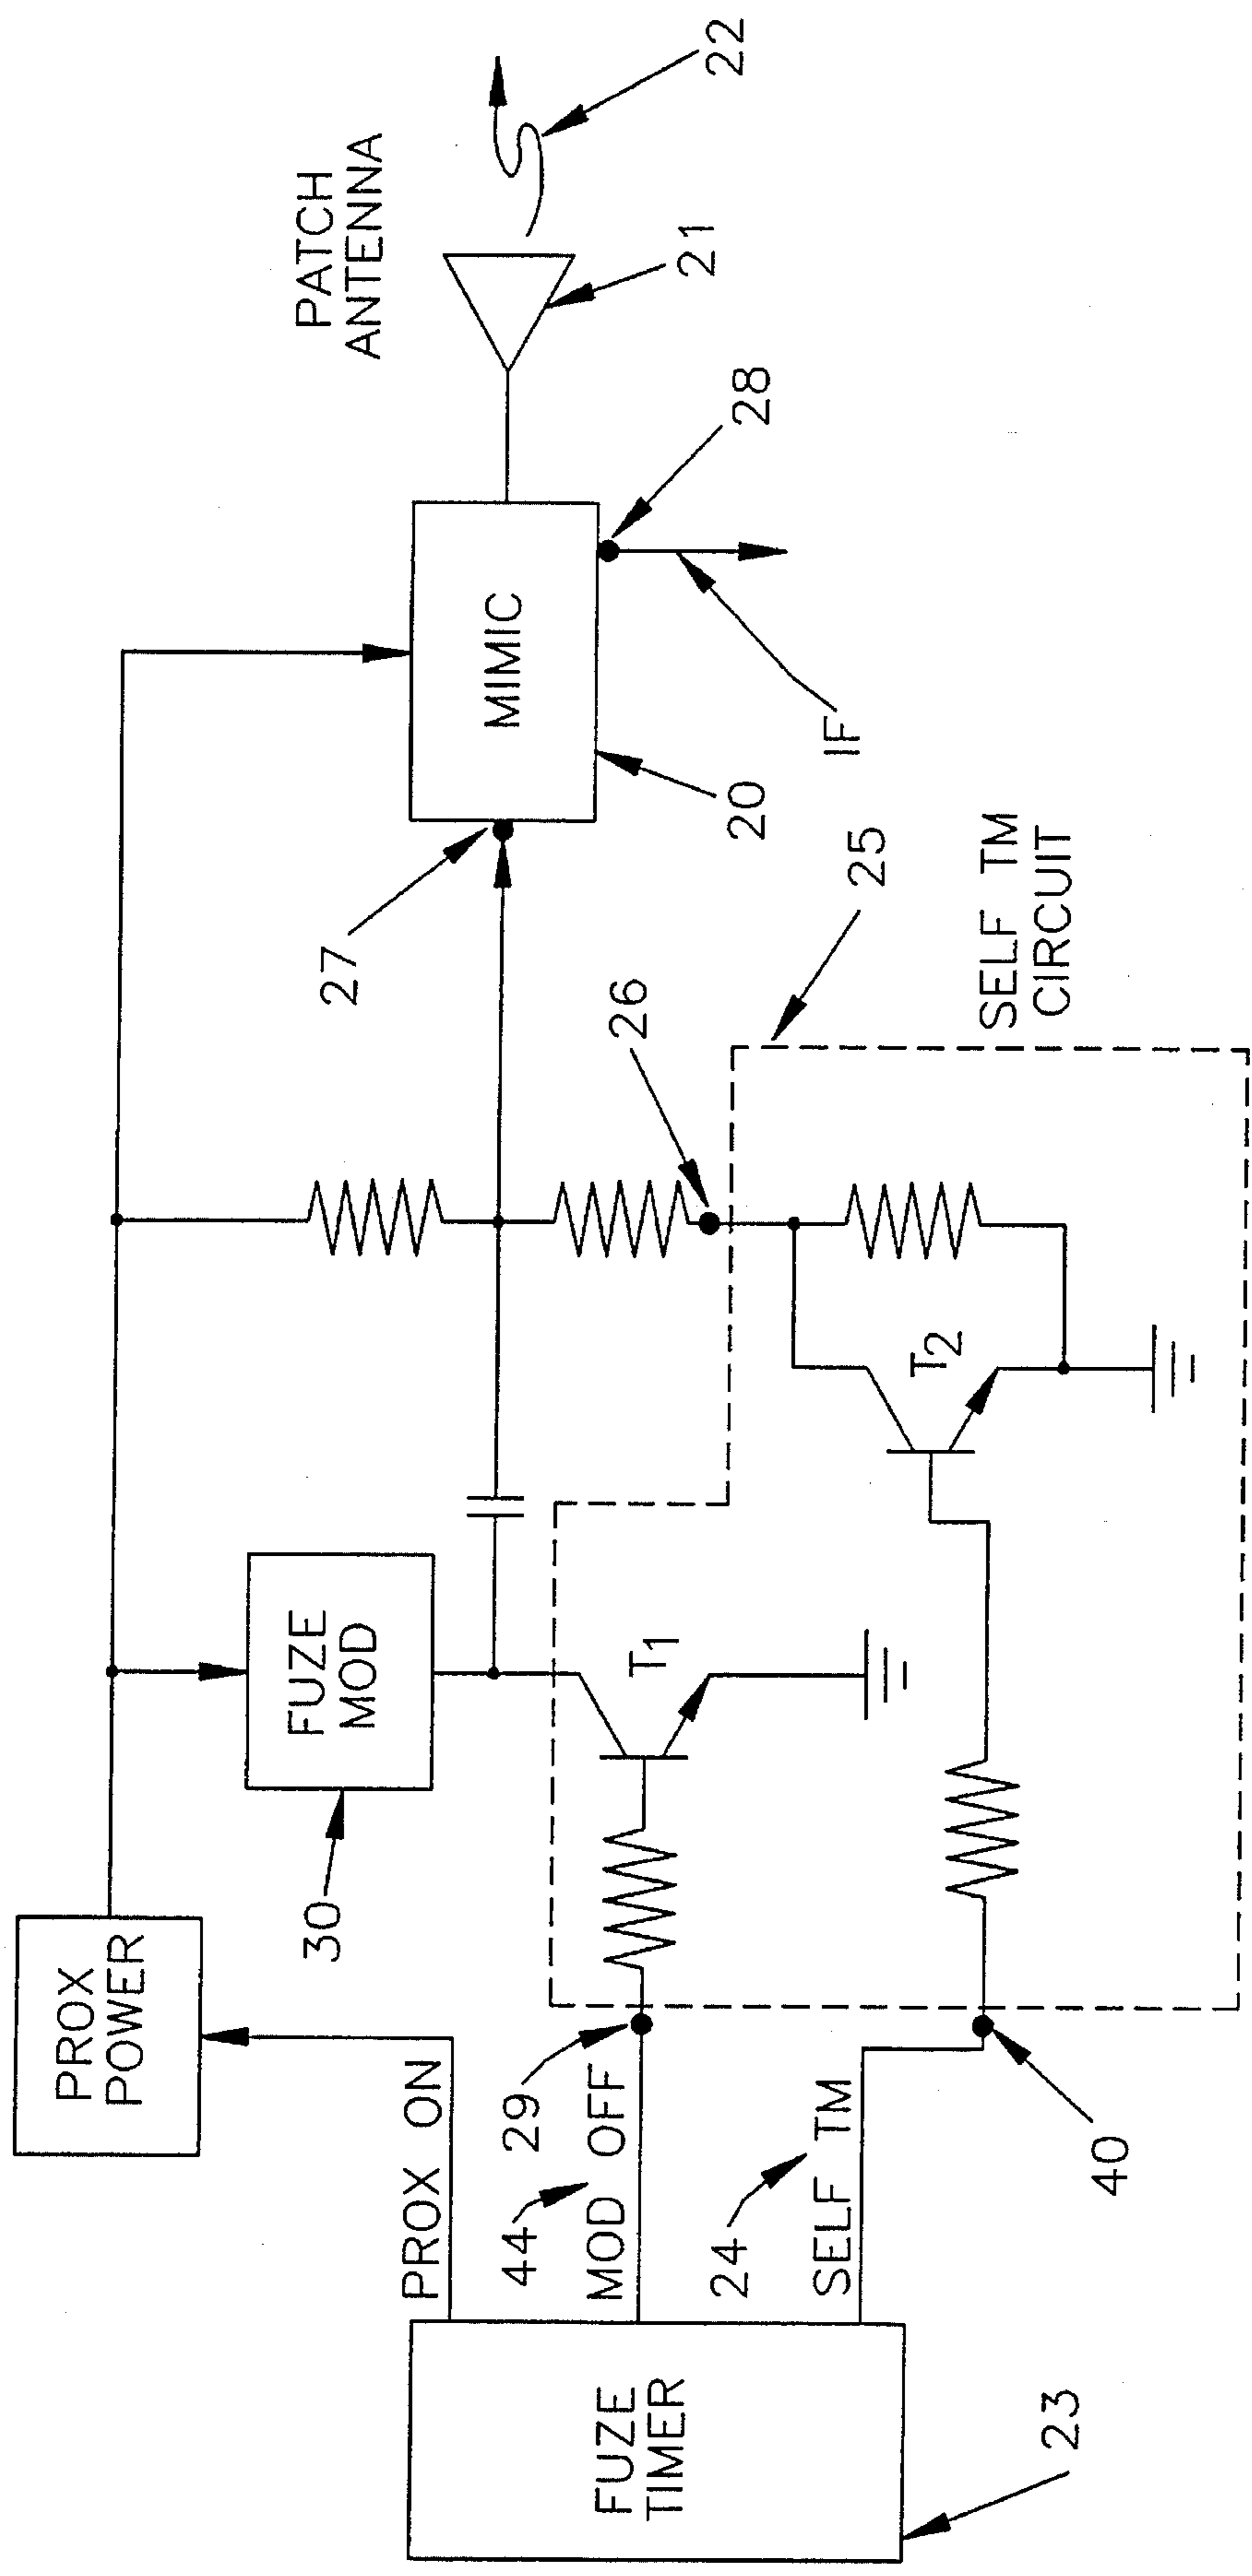 PROX
POWER
PROX ON
30
FUZE
MOD
PATCH
ANTENNA
22
21
27
MIMIC
28
20
IF
44
MOD OFF
29
26
25
SELF TM
CIRCUIT
T1
T2
24
SELF TM
40
FUZE
TIMER
23